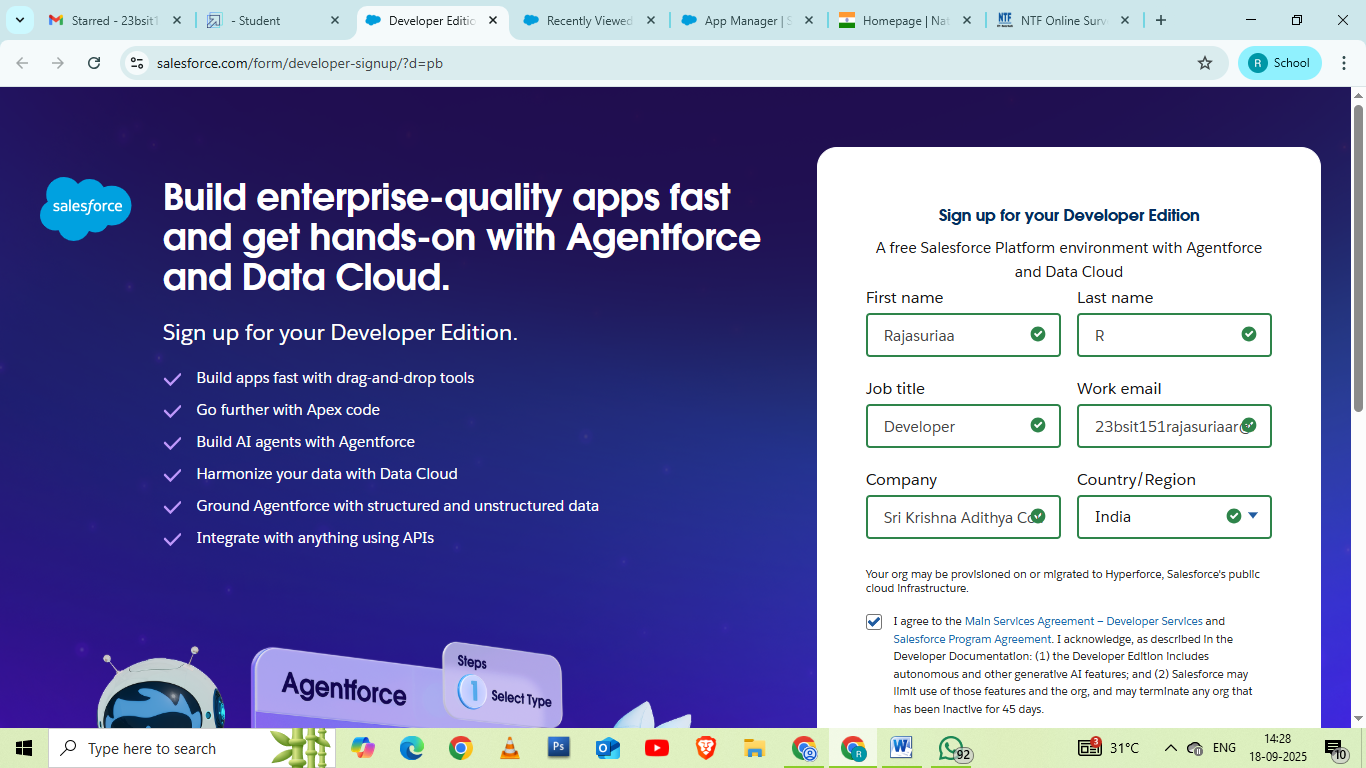 Starred - 23bsit1
- Student
Developer Editio
Recently Viewed
App Manager | S
Homepage | Nat
NTF
NTF Online Surv
salesforce.com/form/developer-signup/?d=pb
R
School
salesforce
Build enterprise-quality apps fast
and get hands-on with Agentforce
and Data Cloud.
Sign up for your Developer Edition.
Build apps fast with drag-and-drop tools
Go further with Apex code
Build AI agents with Agentforce
Harmonize your data with Data Cloud
Ground Agentforce with structured and unstructured data
Integrate with anything using APIs
Agentforce
Steps
1
Select Type
Sign up for your Developer Edition
A free Salesforce Platform environment with Agentforce
and Data Cloud
First name
Last name
Rajasuriaa
R
Job title
Work email
Developer
23bsit151rajasuriaar@
Company
Country/Region
Sri Krishna Adithya Co
India
Your org may be provisioned on or migrated to Hyperforce, Salesforce's public
cloud infrastructure.
I agree to the Main Services Agreement – Developer Services and
Salesforce Program Agreement. I acknowledge, as described in the
Developer Documentation: (1) the Developer Edition includes
autonomous and other generative AI features; and (2) Salesforce may
limit use of those features and the org, and may terminate any org that
has been inactive for 45 days.
Type here to search
Ps
R
W
92
3
31°C
ENG
14:28
18-09-2025
10